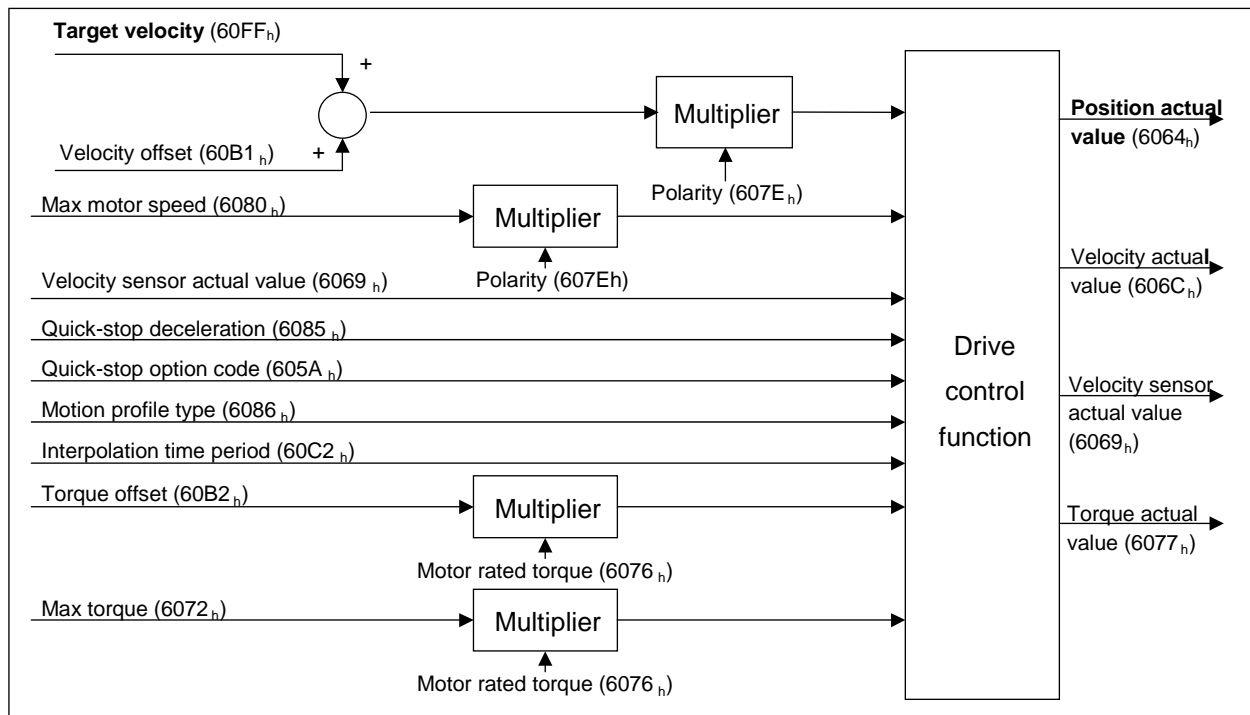 Target velocity (60FFh)
+
+
Velocity offset (60B1 h)
Multiplier
Polarity (607E h)
Max motor speed (6080 h)
Multiplier
Polarity (607Eh)
Velocity sensor actual value (6069 h)
Quick-stop deceleration (6085 h)
Quick-stop option code (605A h)
Motion profile type (6086 h)
Interpolation time period (60C2 h)
Torque offset (60B2 h)
Multiplier
Motor rated torque (6076 h)
Max torque (6072 h)
Multiplier
Motor rated torque (6076 h)
Drive
control
function
Position actual
value (6064h)
Velocity actual
value (606Ch)
Velocity sensor
actual value
(6069h)
Torque actual
value (6077h)